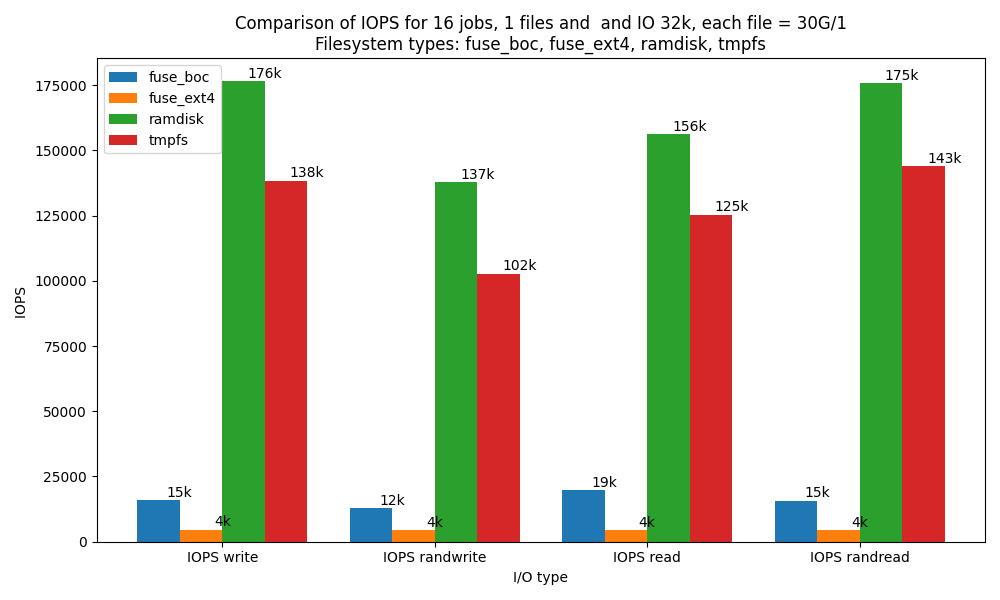 Comparison of IOPS for 16 jobs, 1 files and  and IO 32k, each file = 30G/1
Filesystem types: fuse_boc, fuse_ext4, ramdisk, tmpfs
fuse_boc
fuse_ext4
ramdisk
tmpfs
IOPS
175000
150000
125000
100000
75000
50000
25000
0
15k
4k
176k
138k
12k
4k
137k
102k
19k
4k
156k
125k
15k
4k
175k
143k
IOPS write
IOPS randwrite
IOPS read
IOPS randread
I/O type